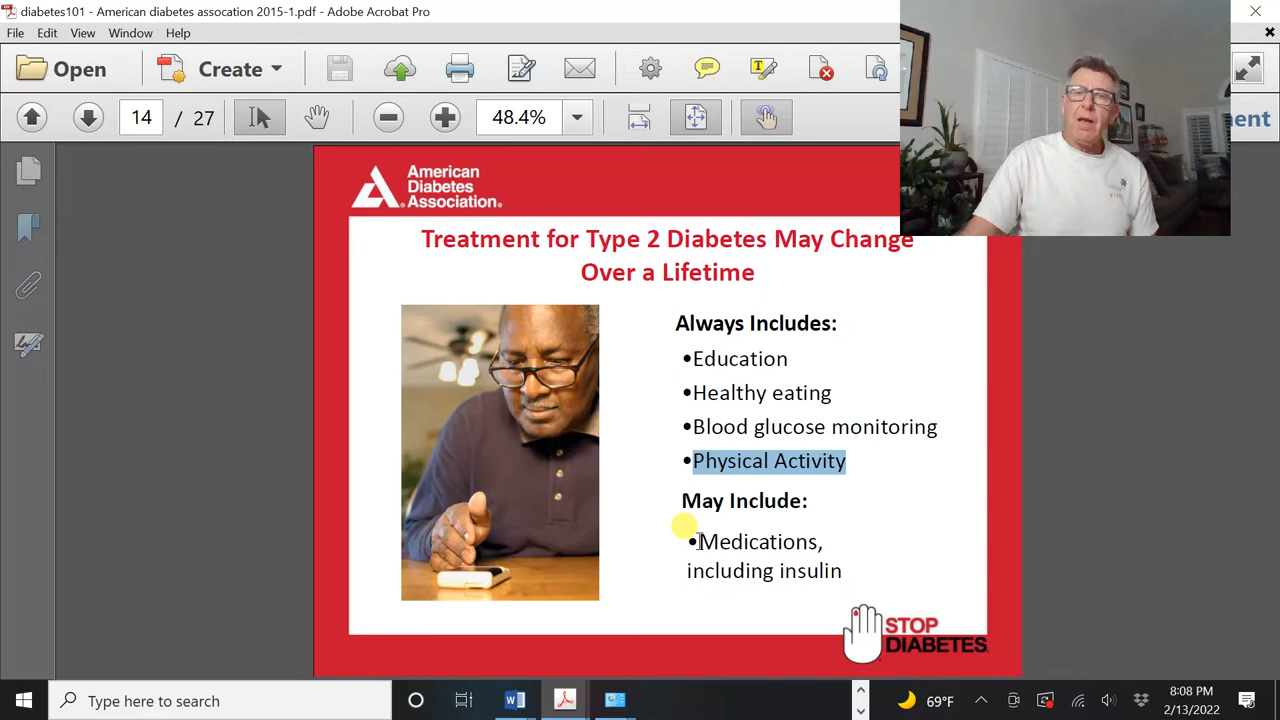 diabetes101 - American diabetes assocation 2015-1.pdf - Adobe Acrobat Pro
File Edit View Window Help
Open Create
14 / 27 48.4% ent
American
Diabetes
Association®
Treatment for Type 2 Diabetes May Change
Over a Lifetime
Always Includes:
•Education
•Healthy eating
•Blood glucose monitoring
•Physical Activity
May Include:
•Medications,
including insulin
STOP
DIABETES
Type here to search
69°F
8:08 PM
2/13/2022